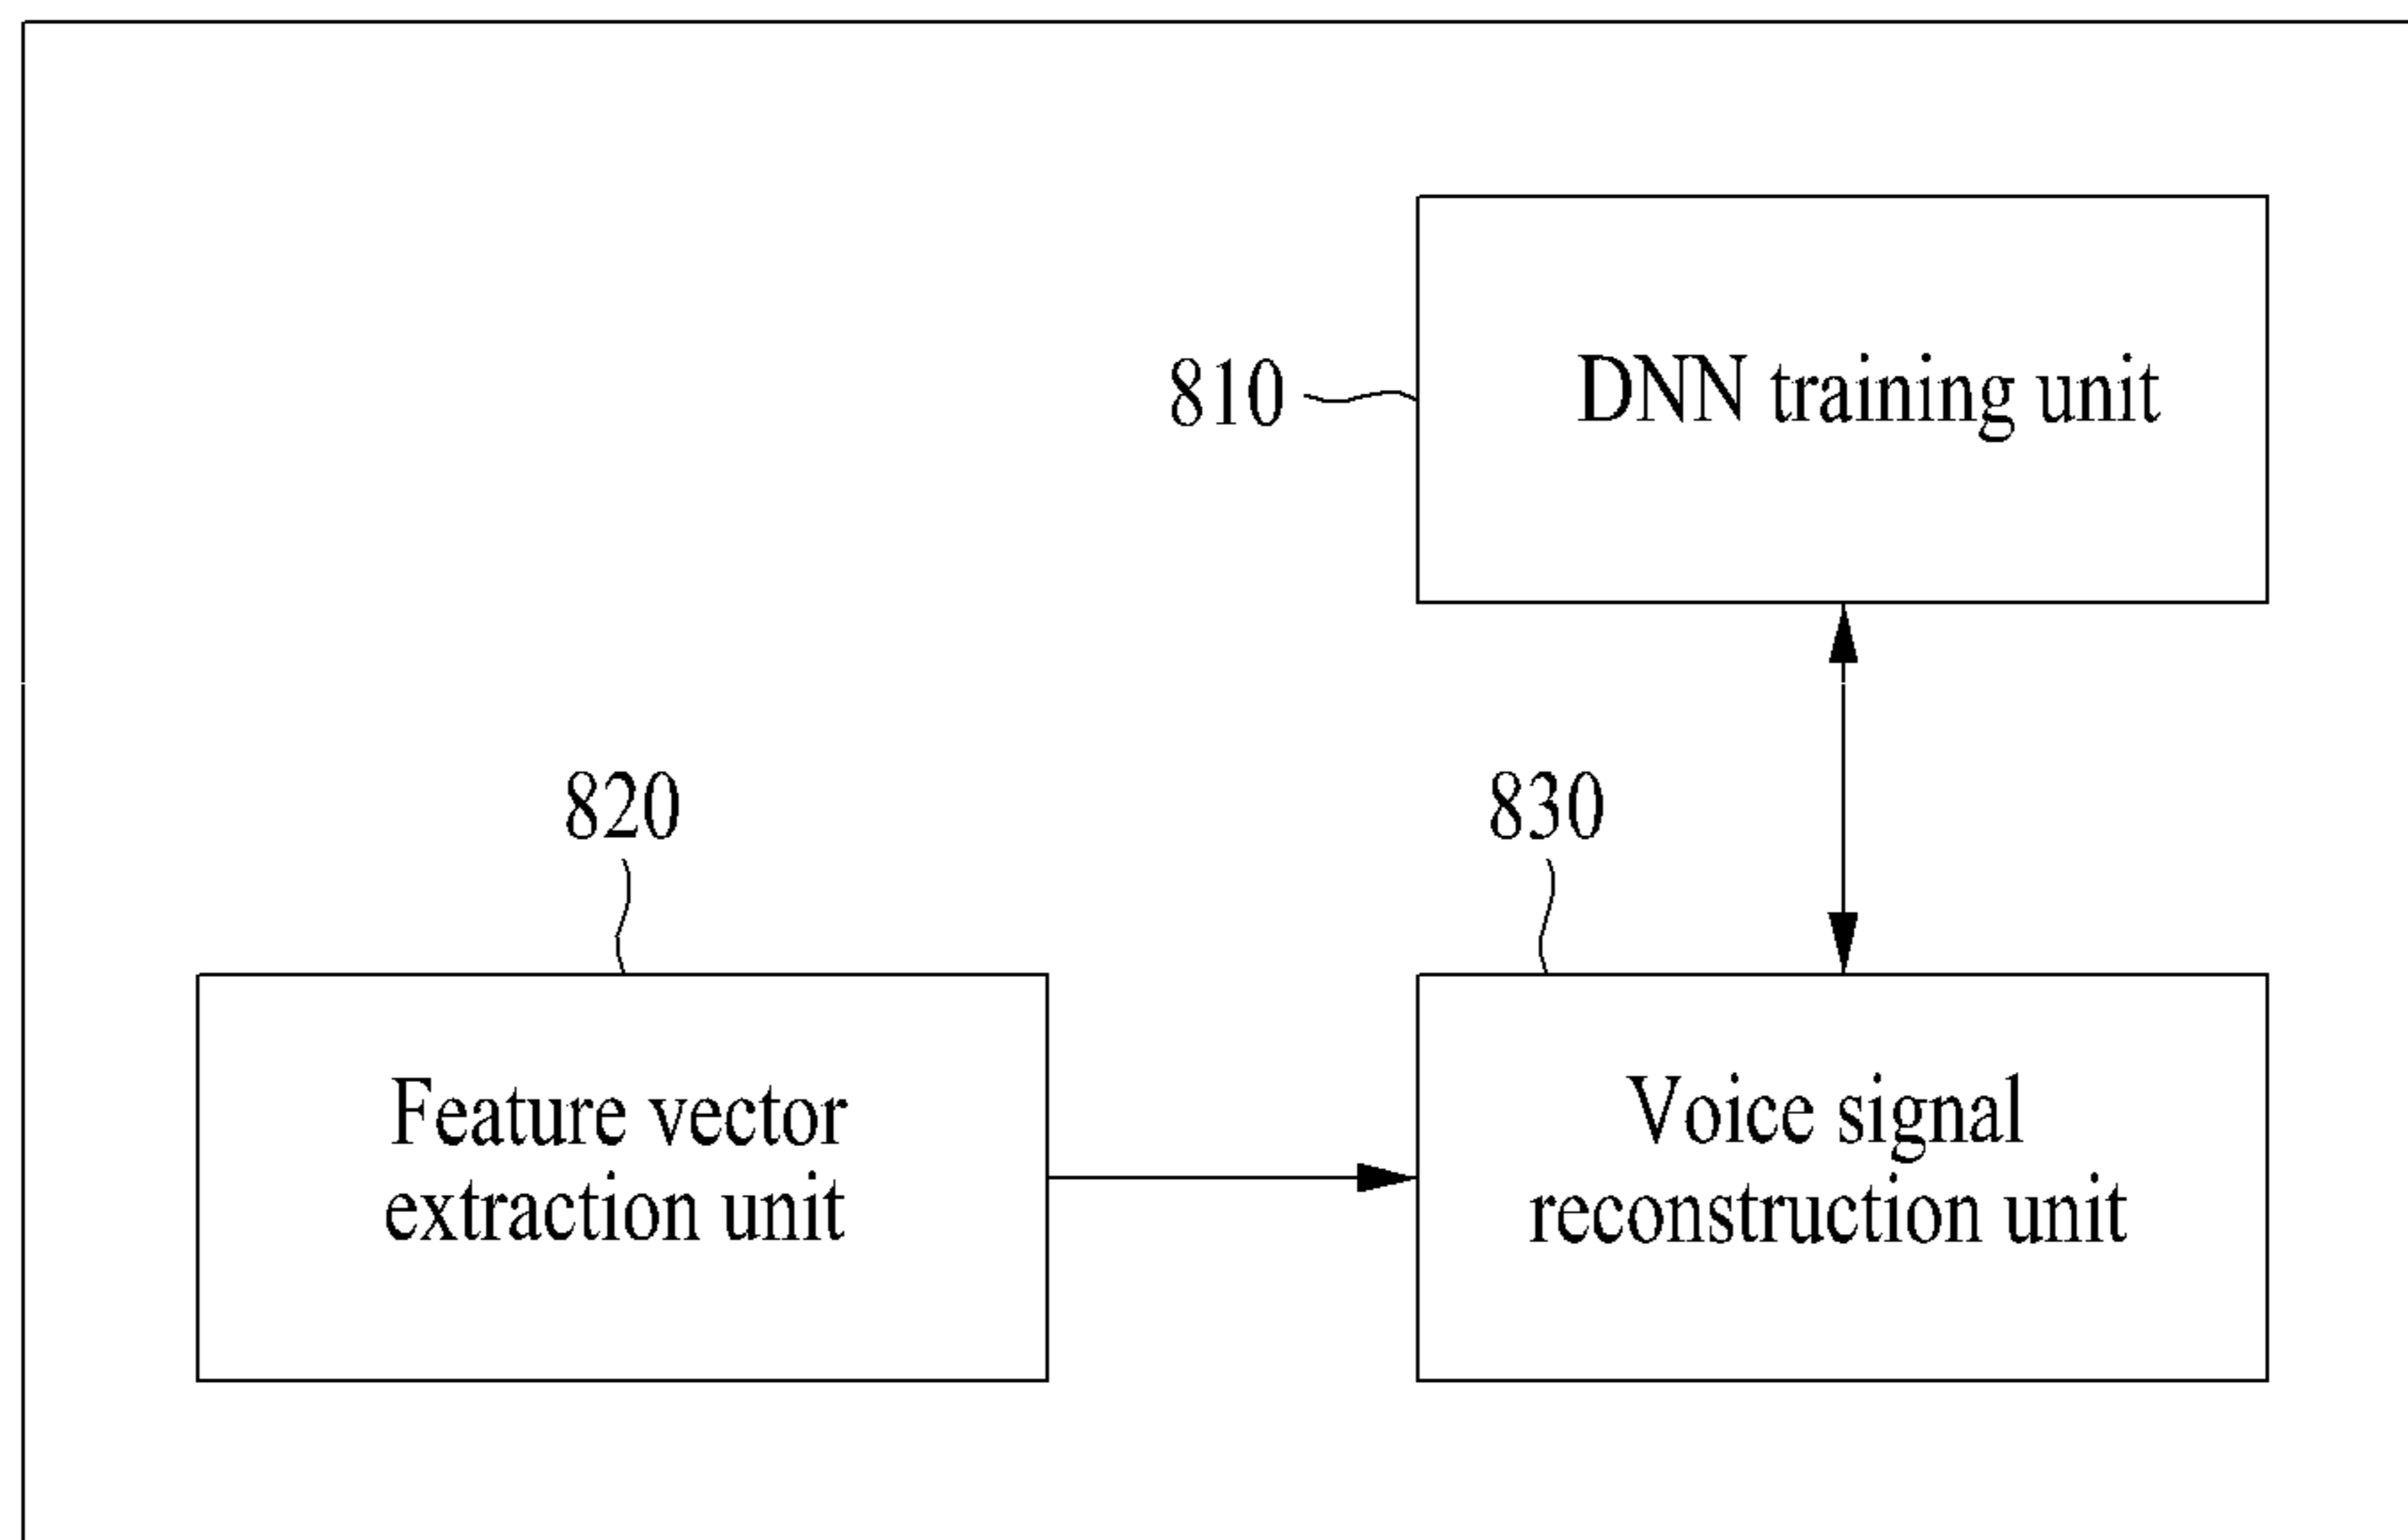 810
DNN training unit
820
830
Feature vector
extraction unit
Voice signal
reconstruction unit